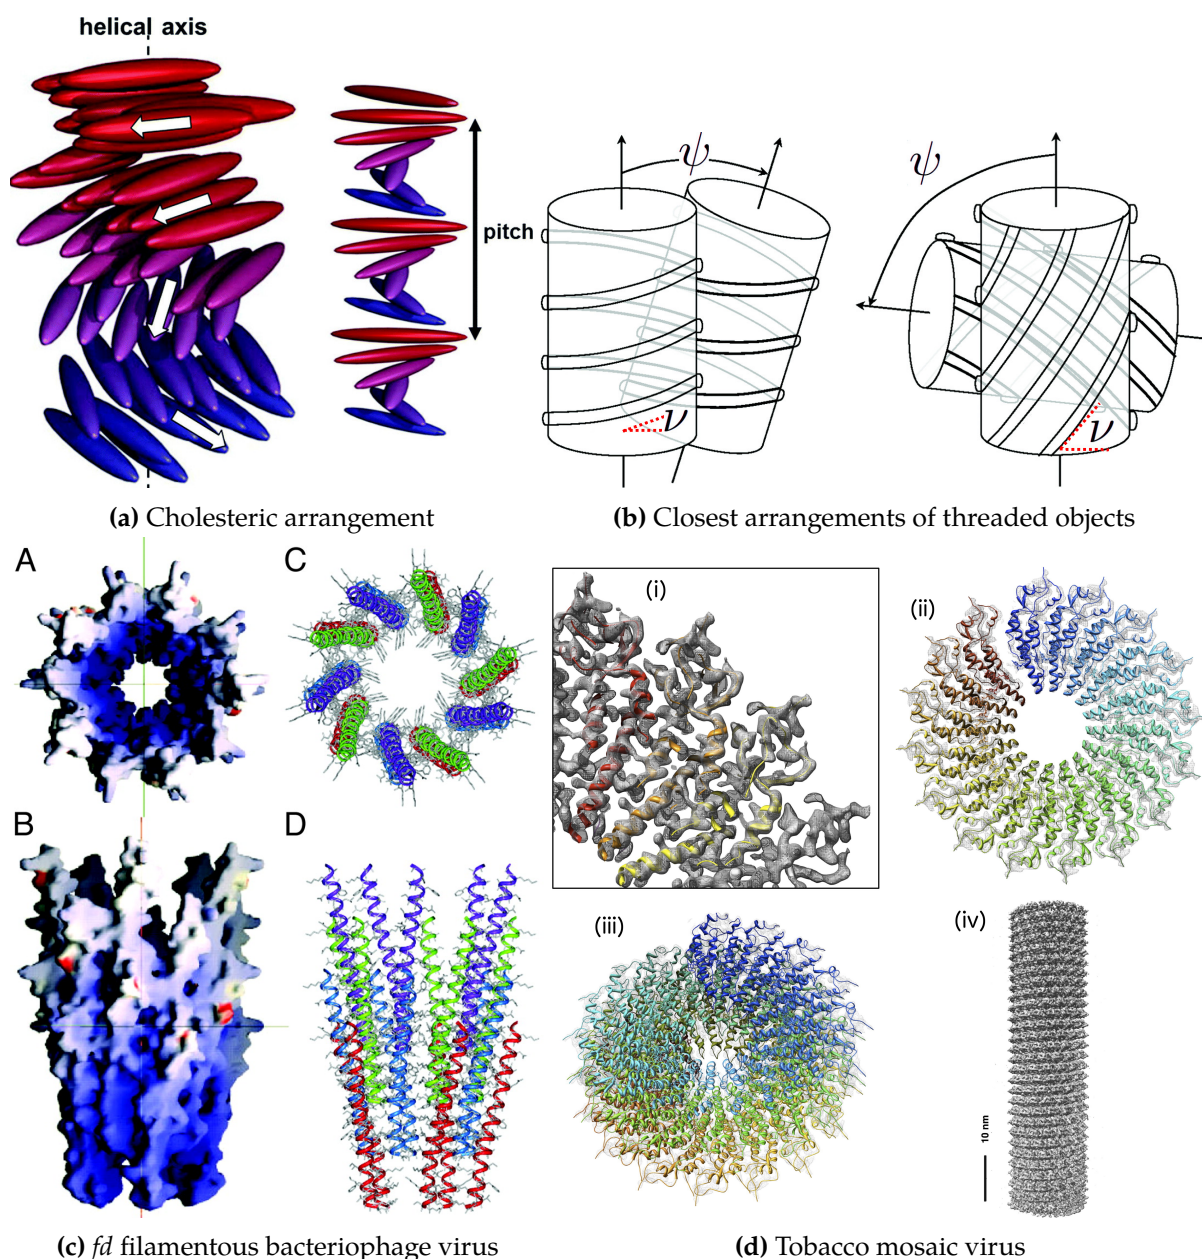 helical axis
pitch
ψ
ψ
ν
ν
(a) Cholesteric arrangement
(b) Closest arrangements of threaded objects
A
C
B
D
(i)
(ii)
(iii)
(iv)
10 nm
(c) fd filamentous bacteriophage virus
(d) Tobacco mosaic virus